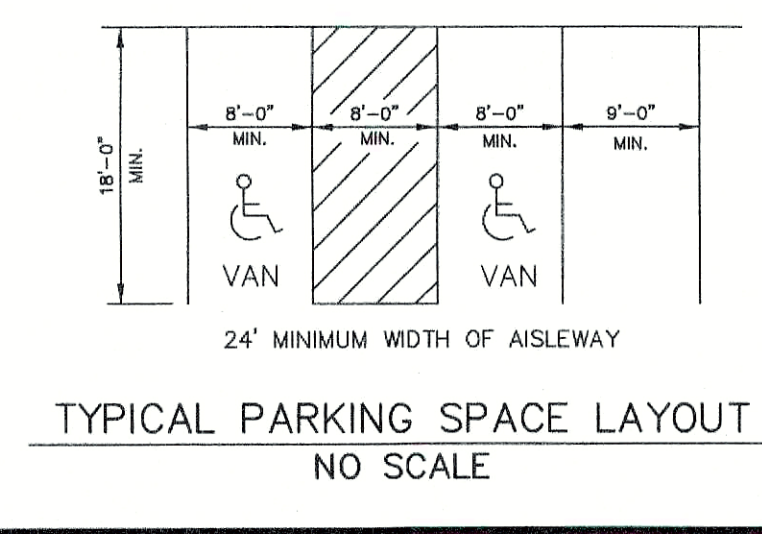 8'-0" 8'-0" 8'-0" 9'-0"
MIN. MIN. MIN. MIN.
18'-0"
MIN.
VAN VAN
24' MINIMUM WIDTH OF AISLEWAY
TYPICAL PARKING SPACE LAYOUT
NO SCALE